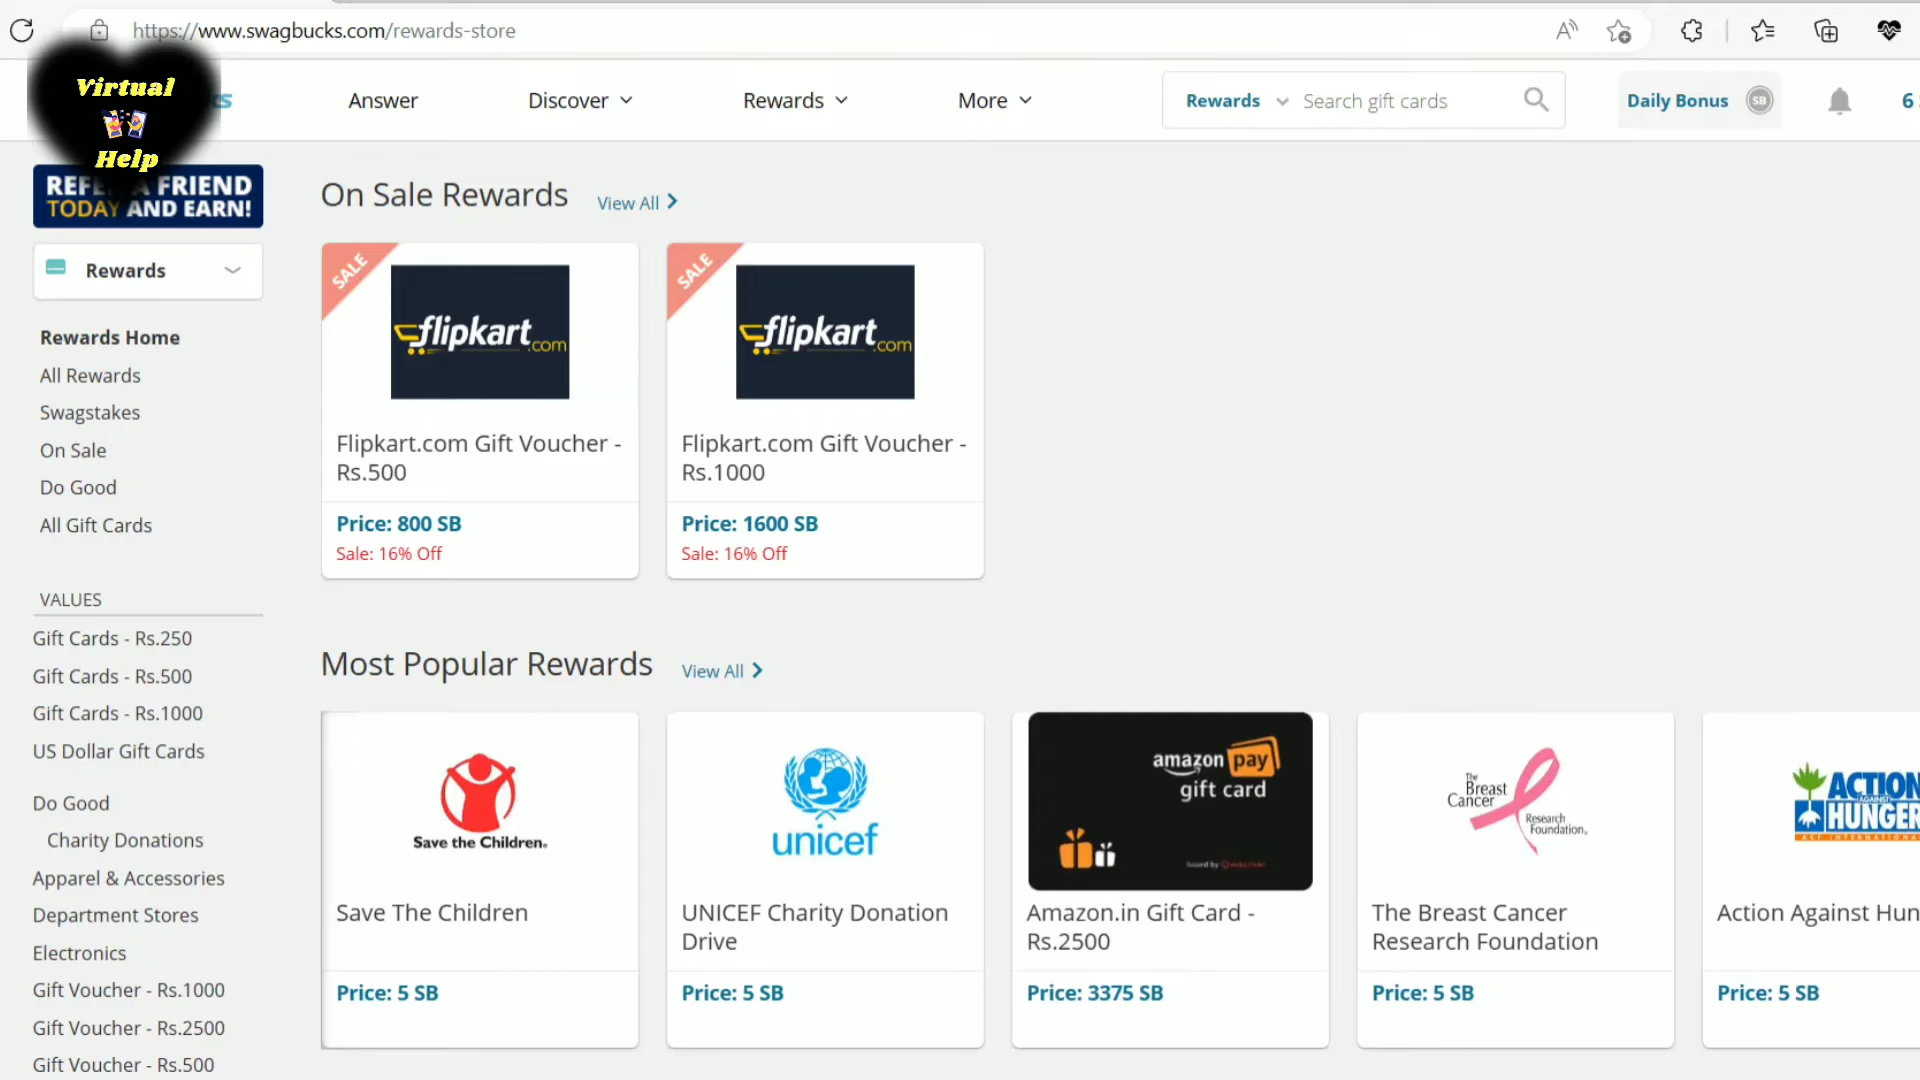 https://www.swagbucks.com/rewards-store
Virtual
Help
Answer
Discover
Rewards
More
Rewards
Search gift cards
Daily Bonus
SB
6
REFER A FRIEND
TODAY AND EARN!
Rewards
Rewards Home
All Rewards
Swagstakes
On Sale
Do Good
All Gift Cards
VALUES
Gift Cards - Rs.250
Gift Cards - Rs.500
Gift Cards - Rs.1000
US Dollar Gift Cards
Do Good
Charity Donations
Apparel & Accessories
Department Stores
Electronics
Gift Voucher - Rs.1000
Gift Voucher - Rs.2500
Gift Voucher - Rs.500
On Sale Rewards
View All
SALE
flipkart.com
Flipkart.com Gift Voucher -
Rs.500
Price: 800 SB
Sale: 16% Off
SALE
flipkart.com
Flipkart.com Gift Voucher -
Rs.1000
Price: 1600 SB
Sale: 16% Off
Most Popular Rewards
View All
Save the Children.
Save The Children
Price: 5 SB
unicef
UNICEF Charity Donation
Drive
Price: 5 SB
amazon pay
gift card
Amazon.in Gift Card -
Rs.2500
Price: 3375 SB
The
Breast
Cancer
Research
Foundation.
The Breast Cancer
Research Foundation
Price: 5 SB
ACTION
AGAINST
HUNGER
Action Against Hun
Price: 5 SB